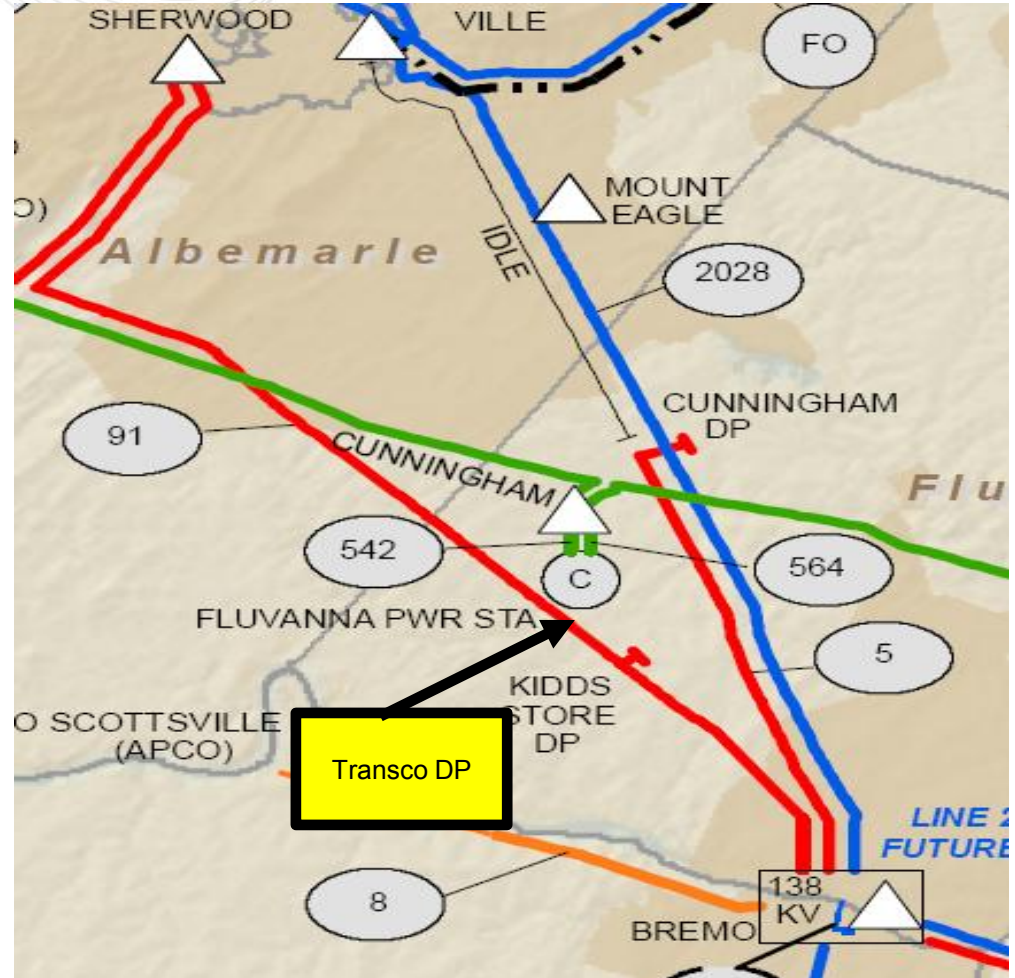 SHERWOOD
VILLE
FO
MOUNT
EAGLE
O)
Albemarle
IDLE
2028
CUNNINGHAM
DP
91
CUNNINGHAM
Flu
542
564
C
FLUVANNA PWR STA
5
KIDDS
STORE
DP
O SCOTTSVILLE
(APCO)
Transco DP
LINE 2
FUTURE
138
KV
8
BREMO